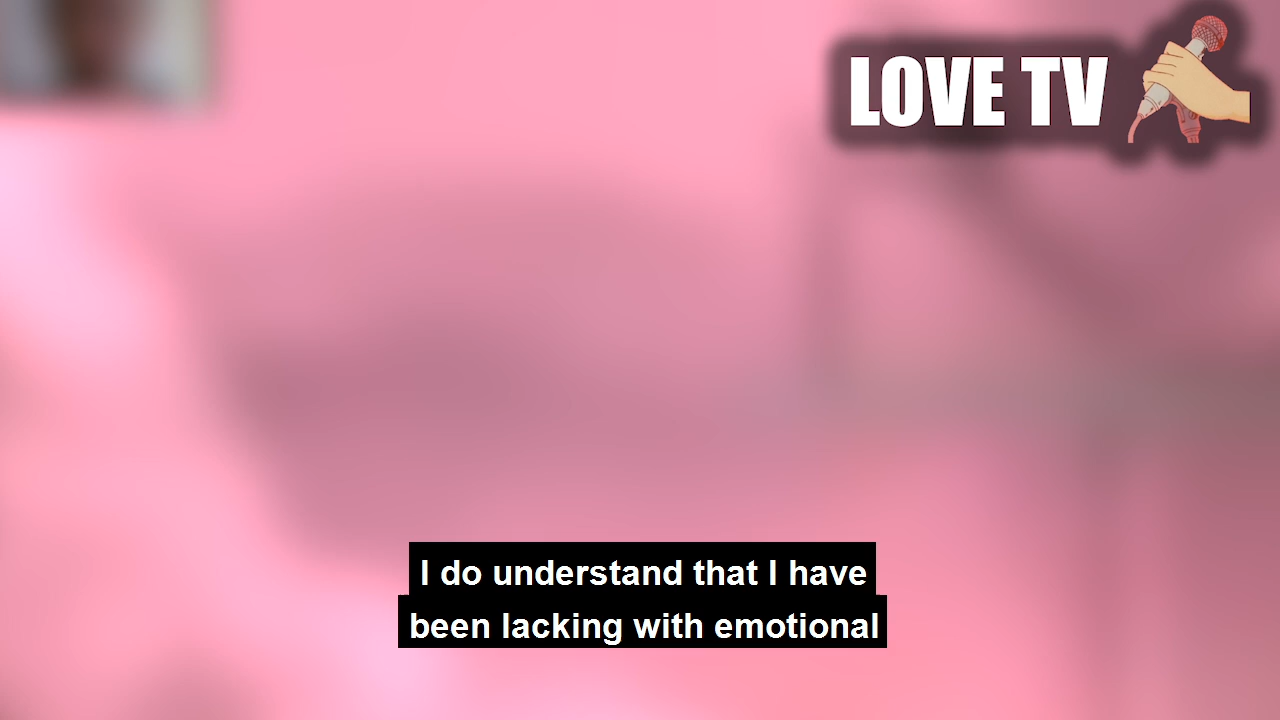 LOVE TV
I do understand that I have
been lacking with emotional